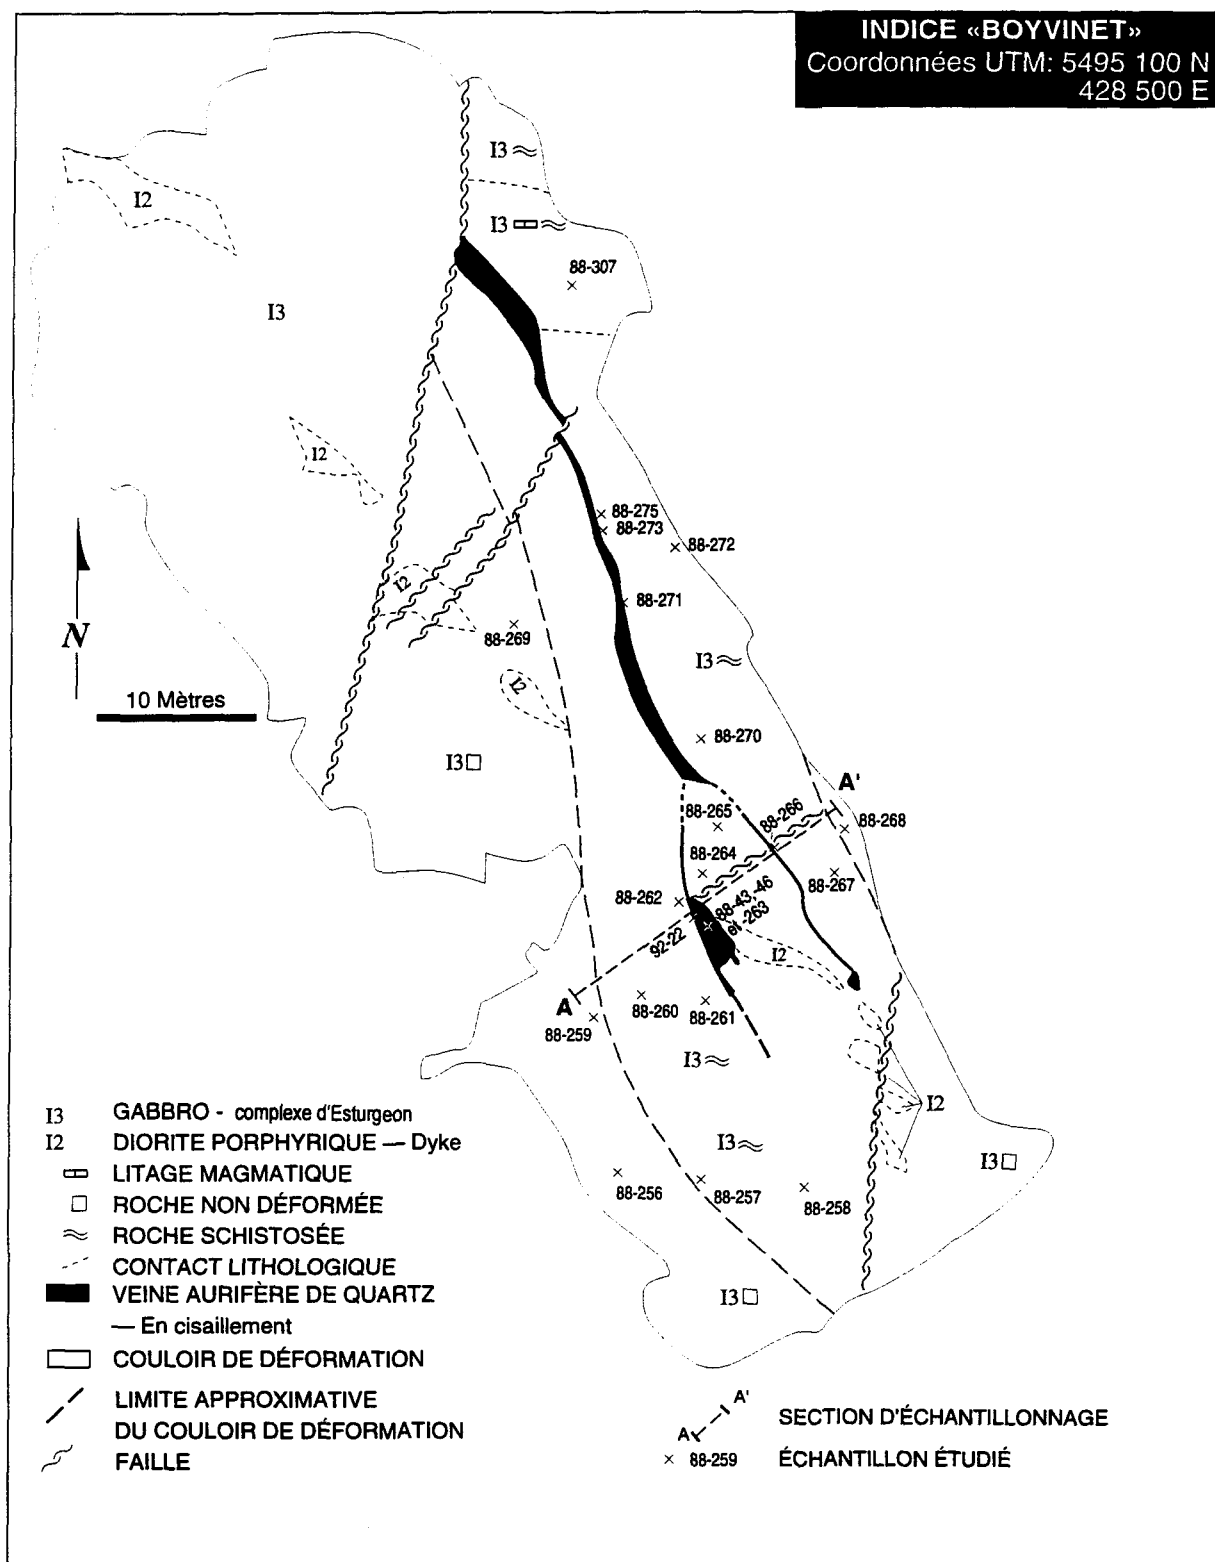 INDICE «BOYVINET»
Coordonnées UTM: 5495 100 N
428 500 E
I3
I2
I3
88-307
I3
I2
88-275
88-273
88-272
I2
88-271
N
88-269
I3
I2
10 Mètres
88-270
I3
A'
88-265
88-266
88-268
88-264
88-267
88-262
88-43,-46
et -263
92-22
I2
A
88-260
88-261
88-259
I3
I2
I3
I3
88-256
88-257
88-258
I3
I3 GABBRO - complexe d'Esturgeon
I2 DIORITE PORPHYRIQUE — Dyke
LITAGE MAGMATIQUE
ROCHE NON DÉFORMÉE
ROCHE SCHISTOSÉE
CONTACT LITHOLOGIQUE
VEINE AURIFÈRE DE QUARTZ
— En cisaillement
COULOIR DE DÉFORMATION
LIMITE APPROXIMATIVE
DU COULOIR DE DÉFORMATION
FAILLE
A'
A
SECTION D'ÉCHANTILLONNAGE
88-259 ÉCHANTILLON ÉTUDIÉ